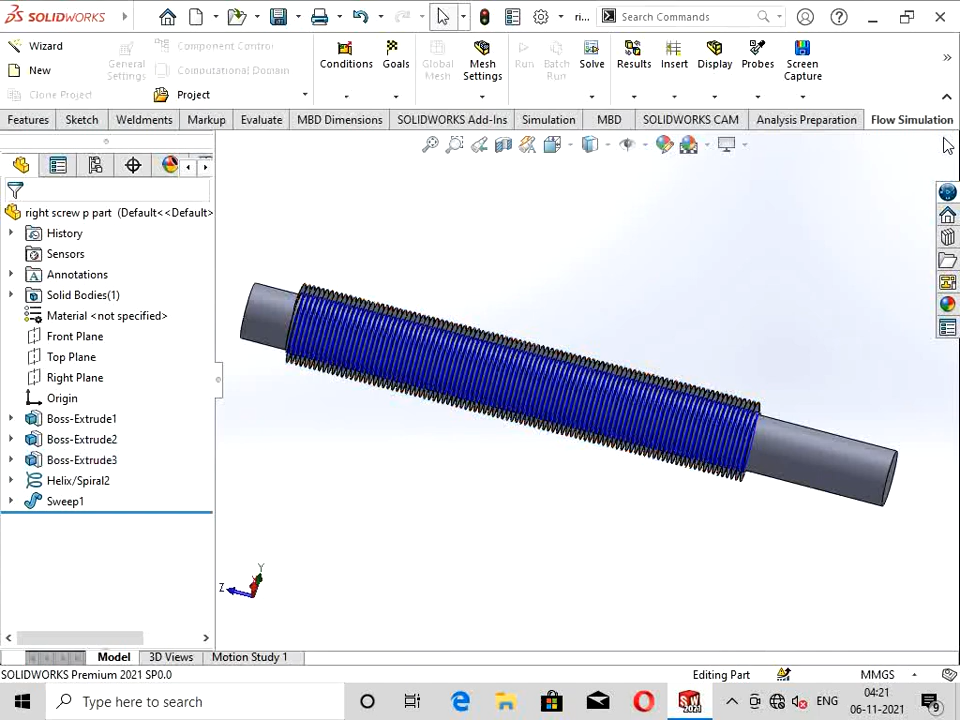 SOLIDWORKS
ri...
Search Commands
Wizard
New
Clone Project
General Settings
Component Control
Computational Domain
Project
Conditions
Goals
Global Mesh
Mesh Settings
Run
Batch Run
Solve
Results
Insert
Display
Probes
Screen Capture
Features
Sketch
Weldments
Markup
Evaluate
MBD Dimensions
SOLIDWORKS Add-Ins
Simulation
MBD
SOLIDWORKS CAM
Analysis Preparation
Flow Simulation
right screw p part (Default<<Default>
History
Sensors
Annotations
Solid Bodies(1)
Material <not specified>
Front Plane
Top Plane
Right Plane
Origin
Boss-Extrude1
Boss-Extrude2
Boss-Extrude3
Helix/Spiral2
Sweep1
Y
Z
Model
3D Views
Motion Study 1
SOLIDWORKS Premium 2021 SP0.0
Editing Part
MMGS
Type here to search
ENG
04:21
06-11-2021
9